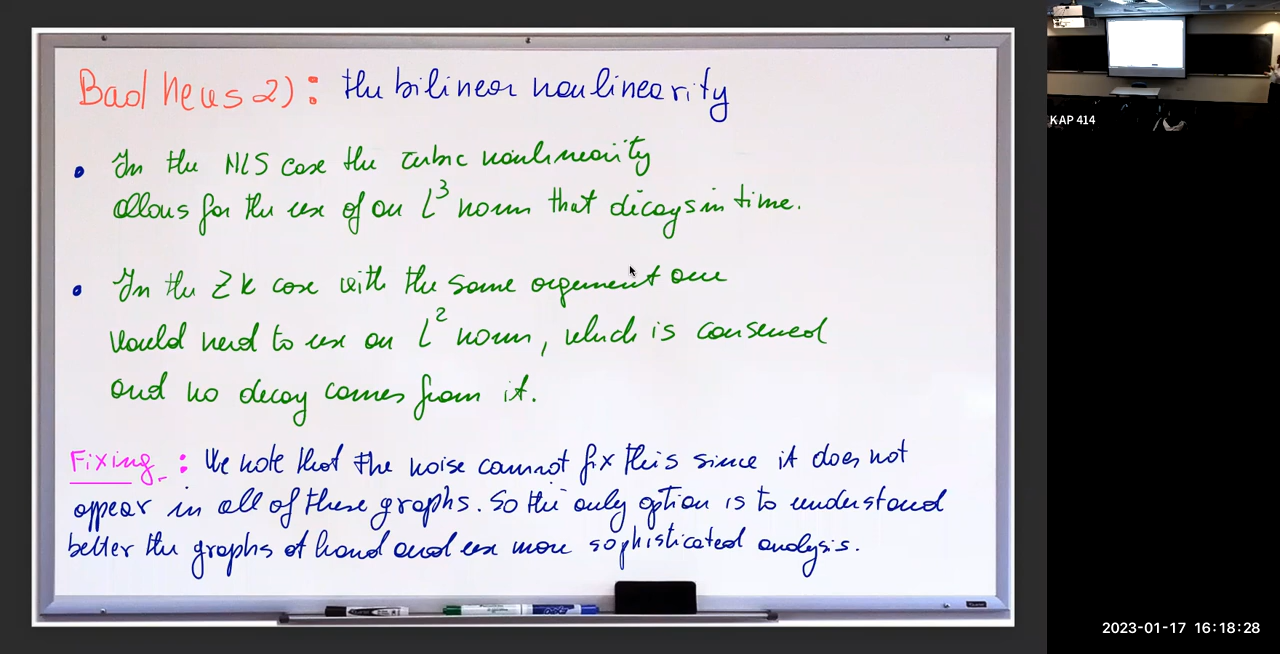 Bad News 2) : the bilinear nonlinearity
• In the NLS case the cubic nonlinearity
allows for the use of an L³ norm that decays in time.
• In the ZK case with the same argument one
would need to use an L² norm, which is conserved
and no decay comes from it.
Fixing : We note that the noise cannot fix this since it does not
appear in all of these graphs. So the only option is to understand
better the graphs at hand and use more sophisticated analysis.
KAP 414
2023-01-17 16:18:28